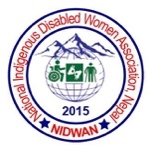 National Indigenous Disabled Women Association, Nepal
2015
NIDWAN